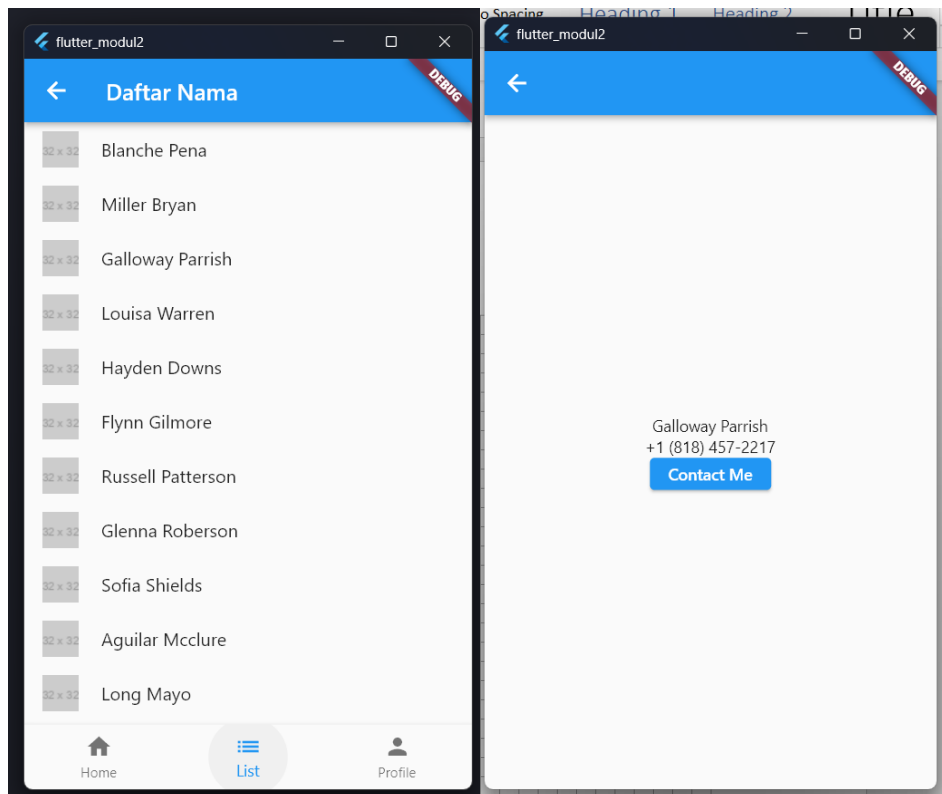 flutter_modul2
Daftar Nama
DEBUG
32 x 32 Blanche Pena
32 x 32 Miller Bryan
32 x 32 Galloway Parrish
32 x 32 Louisa Warren
32 x 32 Hayden Downs
32 x 32 Flynn Gilmore
32 x 32 Russell Patterson
32 x 32 Glenna Roberson
32 x 32 Sofia Shields
32 x 32 Aguilar Mcclure
32 x 32 Long Mayo
Home List Profile
o Spacing Heading 1 Heading 2 Title
flutter_modul2
DEBUG
Galloway Parrish
+1 (818) 457-2217
Contact Me